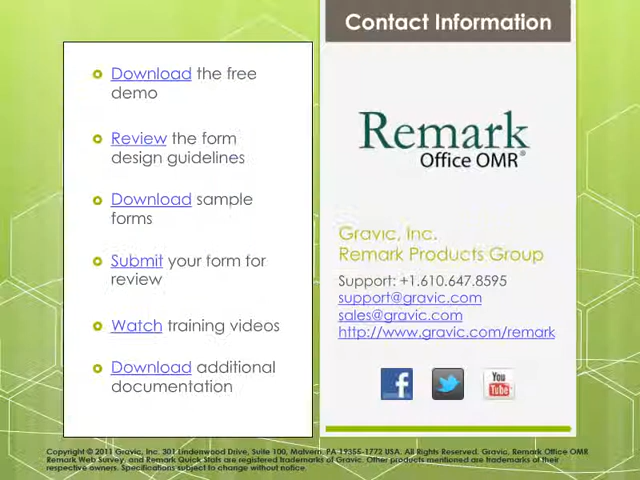 Contact Information
Download the free
demo
Review the form
design guidelines
Download sample
forms
Submit your form for
review
Watch training videos
Download additional
documentation
Remark
Office OMR®
Gravic, Inc.
Remark Products Group
Support: +1.610.647.8595
support@gravic.com
sales@gravic.com
http://www.gravic.com/remark
f
You
Tube
Copyright © 2011 Gravic, Inc. 301 Lindenwood Drive, Suite 100, Malvern, PA 19355-1772 USA. All Rights Reserved. Gravic, Remark Office OMR
Remark Web Survey, and Remark Quick Stats are registered trademarks of Gravic. Other products mentioned are trademarks of their
respective owners. Specifications subject to change without notice.